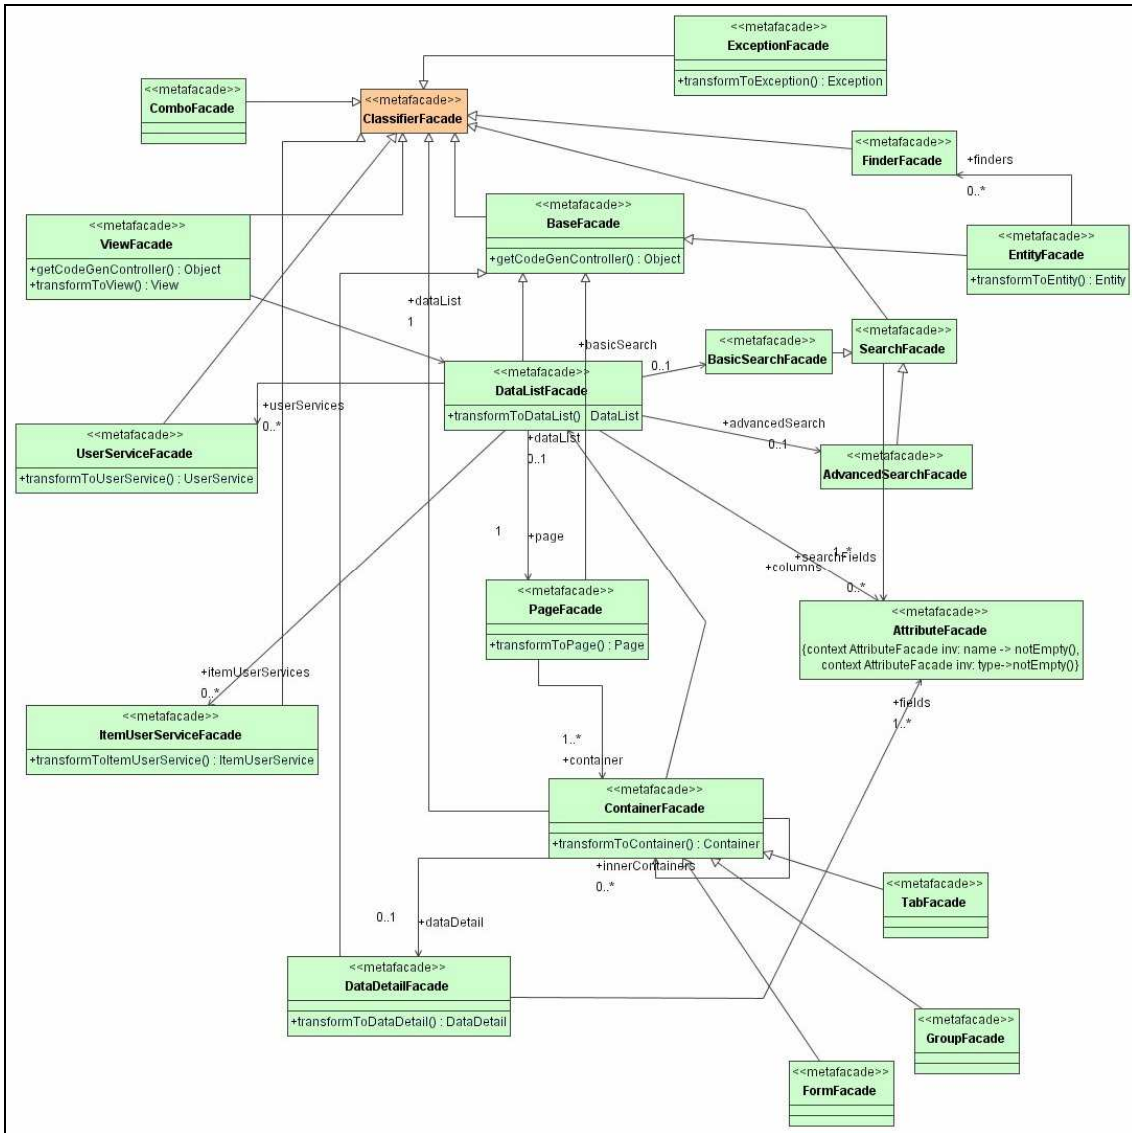 <<metafacade>>
ExceptionFacade
+transformToException() : Exception
<<metafacade>>
ComboFacade
<<metafacade>>
ClassifierFacade
<<metafacade>>
FinderFacade
+finders
0..*
<<metafacade>>
ViewFacade
+getCodeGenController() : Object
+transformToView() : View
<<metafacade>>
BaseFacade
+getCodeGenController() : Object
<<metafacade>>
EntityFacade
+transformToEntity() : Entity
+dataList
1
+basicSearch
0..1
<<metafacade>>
BasicSearchFacade
<<metafacade>>
SearchFacade
<<metafacade>>
DataListFacade
+transformToDataList() DataList
+userServices
0..*
+advancedSearch
0..1
+dataList
0..1
<<metafacade>>
UserServiceFacade
+transformToUserService() : UserService
<<metafacade>>
AdvancedSearchFacade
1
+page
1..*
+searchFields
+columns
0..*
<<metafacade>>
PageFacade
+transformToPage() : Page
<<metafacade>>
AttributeFacade
{context AttributeFacade inv: name -> notEmpty(),
context AttributeFacade inv: type->notEmpty()}
+itemUserServices
0..*
+fields
1..*
<<metafacade>>
ItemUserServiceFacade
+transformToItemUserService() : ItemUserService
1..*
+container
<<metafacade>>
ContainerFacade
+transformToContainer() : Container
+innerContainers
0..*
<<metafacade>>
TabFacade
0..1
+dataDetail
<<metafacade>>
DataDetailFacade
+transformToDataDetail() : DataDetail
<<metafacade>>
GroupFacade
<<metafacade>>
FormFacade